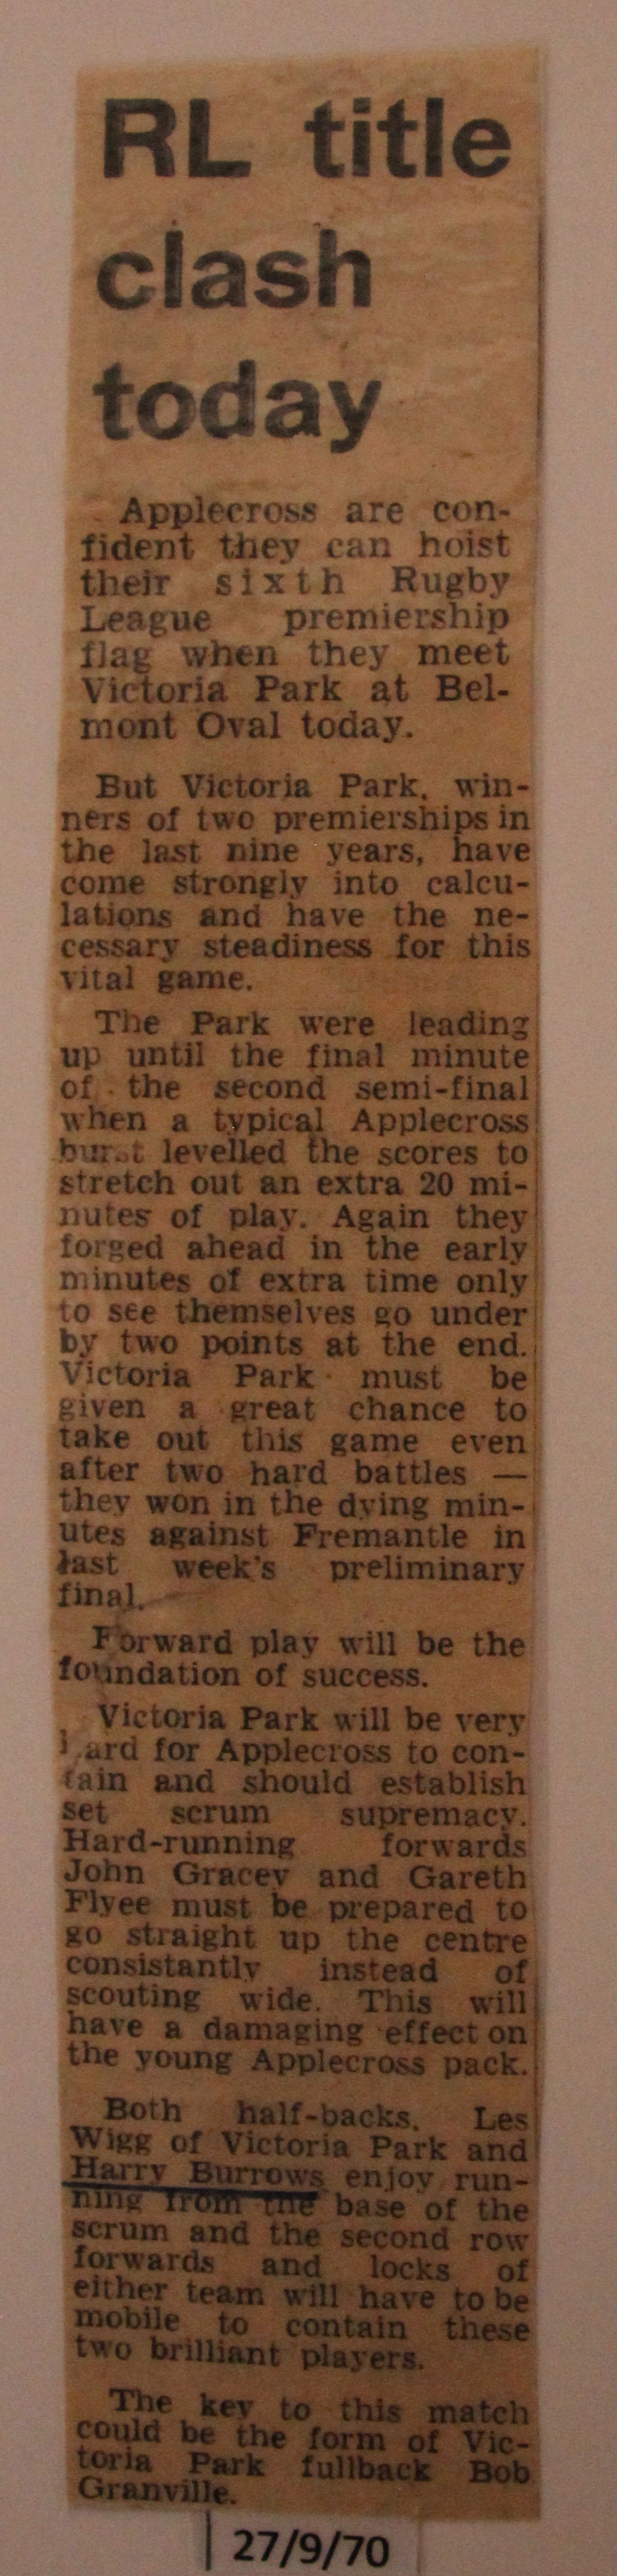 RL title
clash
today
Applecross are con-
fident they can hoist
their sixth Rugby
League premiership
flag when they meet
Victoria Park at Bel-
mont Oval today.
But Victoria Park, win-
ners of two premierships in
the last nine years, have
come strongly into calcu-
lations and have the ne-
cessary steadiness for this
vital game.
The Park were leading
up until the final minute
of the second semi-final
when a typical Applecross
burst levelled the scores to
stretch out an extra 20 mi-
nutes of play. Again they
forged ahead in the early
minutes of extra time only
to see themselves go under
by two points at the end.
Victoria Park must be
given a great chance to
take out this game even
after two hard battles —
they won in the dying min-
utes against Fremantle in
last week's preliminary
final.
Forward play will be the
foundation of success.
Victoria Park will be very
hard for Applecross to con-
tain and should establish
set scrum supremacy.
Hard-running forwards
John Gracey and Gareth
Flyee must be prepared to
go straight up the centre
consistantly instead of
scouting wide. This will
have a damaging effect on
the young Applecross pack.
Both half-backs, Les
Wigg of Victoria Park and
Harry Burrows enjoy run-
ning from the base of the
scrum and the second row
forwards and locks of
either team will have to be
mobile to contain these
two brilliant players.
The key to this match
could be the form of Vic-
toria Park fullback Bob
Granville.
27/9/70